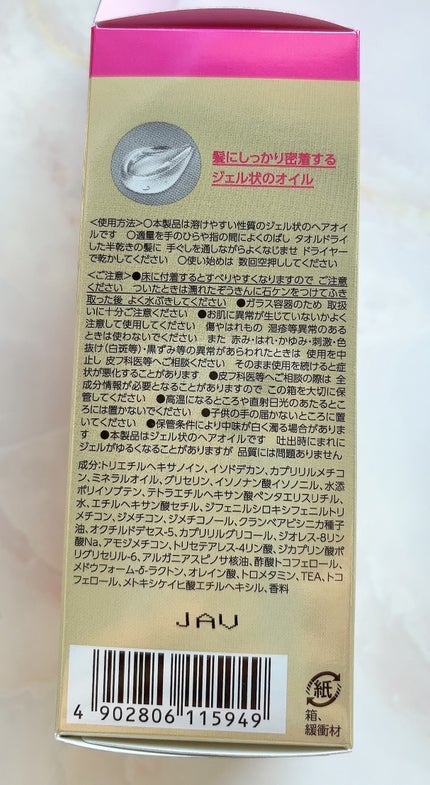 髪にしっかり密着する
ジェル状のオイル
<使用方法>○本製品は溶けやすい性質のジェル状のヘアオイ
ルです ○適量を手のひらや指の間によくのばし タオルドライ
した半乾きの髪に 手ぐしを通しながらよくなじませ ドライヤー
で乾かしてください ○使い始めは 数回空押ししてください
<ご注意>●床に付着するとすべりやすくなりますので ご注意
ください ついたときは濡れたぞうきんに石ケンをつけてふき
取った後 よく水ぶきしてください ●ガラス容器のため 取扱
いに十分ご注意ください ●お肌に異常が生じていないかよく
注意して使用してください 傷やはれもの 湿疹等異常のある
ときは使わないでください また 赤み・はれ・かゆみ・刺激・色
抜け(白斑等)・黒ずみ等の異常があらわれたときは 使用を中
止し 皮フ科医等へご相談ください そのまま使用を続けると症
状が悪化することがあります ●皮フ科医等へご相談の際は 全
成分情報が必要となることがありますので この箱を大切に保
管してください ●高温になるところや直射日光のあたるとこ
ろには置かないでください ●子供の手の届かないところに置
いてください ●保管条件により中味が白く濁る場合がありま
す ●本製品はジェル状のヘアオイルです 吐出時にまれに
ジェルがゆるくなることがありますが 品質には問題ありません
成分:トリエチルヘキサノイン、イソドデカン、カプリリルメチコ
ン、ミネラルオイル、グリセリン、イソノナン酸イソノニル、水添
ポリイソブテン、テトラエチルヘキサン酸ペンタエリスリチル、
水、エチルヘキサン酸セチル、ジフェニルシロキシフェニルトリ
メチコン、ジメチコン、ジメチコノール、クランベアビシニカ種子
油、オクチルドデセス-5、カプリリルグリコール、ジオレス-8リン
酸Na、アモジメチコン、トリセテアレス-4リン酸、ジカプリン酸ポ
リグリセリル-6、アルガニアスピノサ核油、酢酸トコフェロール、
メドウフォーム-δ-ラクトン、オレイン酸、トロメタミン、TEA、トコ
フェロール、メトキシケイヒ酸エチルヘキシル、香料
JAV
4 902806 115949
紙
箱、
緩衝材